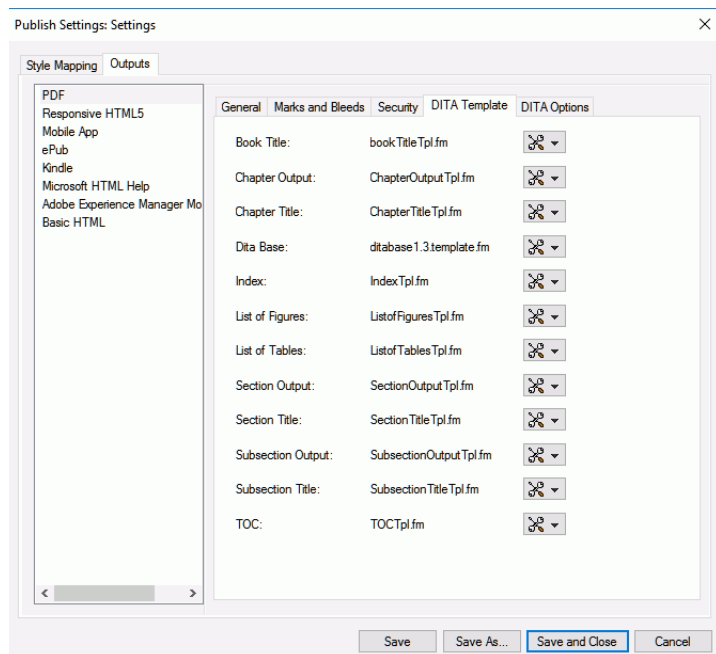 Publish Settings: Settings
Style Mapping Outputs
PDF
Responsive HTML5
Mobile App
ePub
Kindle
Microsoft HTML Help
Adobe Experience Manager Mo
Basic HTML
General Marks and Bleeds Security DITA Template DITA Options
Book Title: bookTitleTpl.fm
Chapter Output: ChapterOutputTpl.fm
Chapter Title: ChapterTitleTpl.fm
Dita Base: ditabase1.3.template.fm
Index: IndexTpl.fm
List of Figures: ListofFiguresTpl.fm
List of Tables: ListofTablesTpl.fm
Section Output: SectionOutputTpl.fm
Section Title: SectionTitleTpl.fm
Subsection Output: SubsectionOutputTpl.fm
Subsection Title: SubsectionTitleTpl.fm
TOC: TOCTpl.fm
Save Save As... Save and Close Cancel